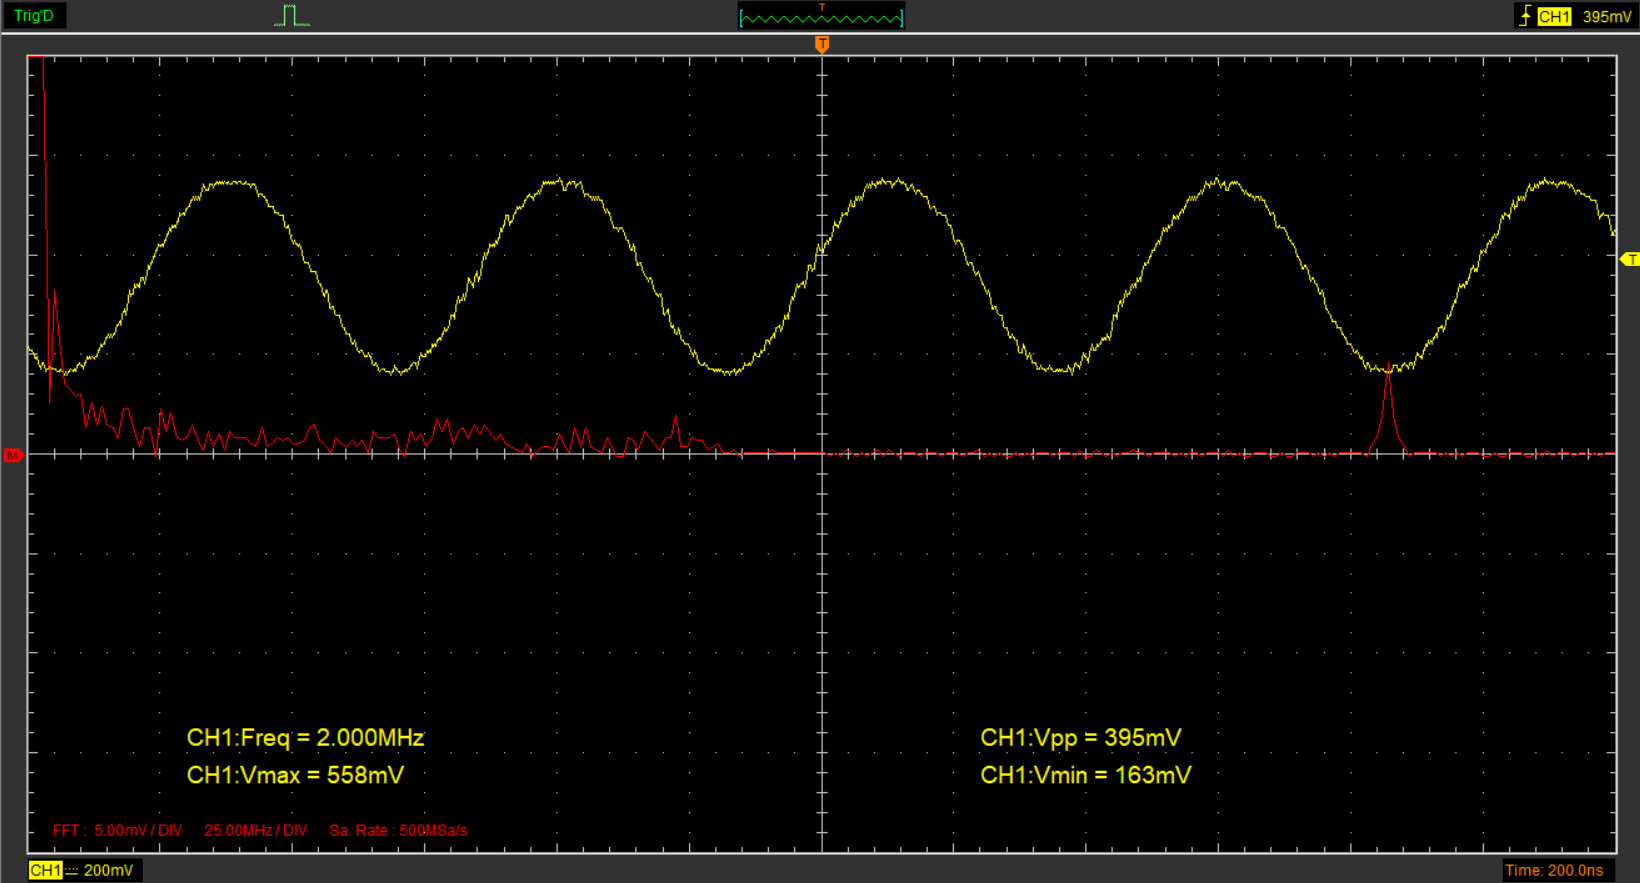 Trig'D T CH1 395mV
T
T
M
CH1:Freq = 2.000MHz CH1:Vpp = 395mV
CH1:Vmax = 558mV CH1:Vmin = 163mV
FFT : 5.00mV / DIV 25.00MHz / DIV Sa. Rate : 500MSa/s
CH1 200mV Time: 200.0ns